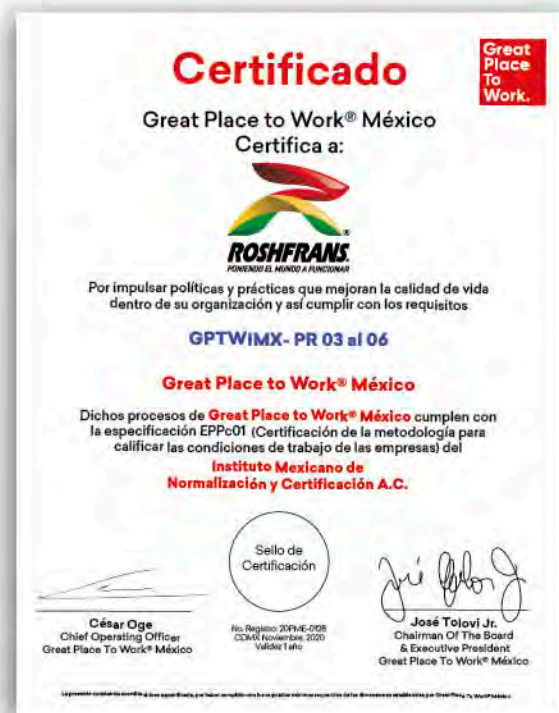 Certificado
Great
Place
To
Work.
Great Place to Work® México
Certifica a:
ROSHFRANS®
PONIENDO EL MUNDO A FUNCIONAR
Por impulsar políticas y prácticas que mejoran la calidad de vida
dentro de su organización y así cumplir con los requisitos
GPTWIMX- PR 03 al 06
Great Place to Work® México
Dichos procesos de Great Place to Work® México cumplen con
la especificación EPPc01 (Certificación de la metodología para
calificar las condiciones de trabajo de las empresas) del
Instituto Mexicano de
Normalización y Certificación A.C.
Sello de
Certificación
César Oge
Chief Operating Officer
Great Place To Work® México
No. Registro: 20PME-0128
CDMX Noviembre, 2020
Validez 1 año
José Tolovi Jr.
Chairman Of The Board
& Executive President
Great Place To Work® México